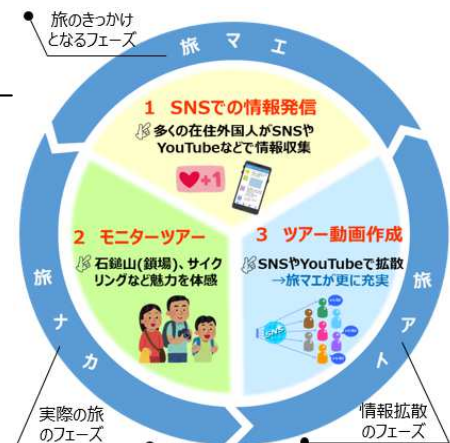 旅のきっかけ
となるフェーズ
旅マエ
1 SNSでの情報発信
多くの在住外国人がSNSや
YouTubeなどで情報収集
+1
2 モニターツアー
石鎚山(鎖場)、サイク
リングなど魅力を体感
3 ツアー動画作成
SNSやYouTubeで拡散
→旅マエが更に充実
SNS
旅ナカ
旅アト
実際の旅
のフェーズ
情報拡散
のフェーズ